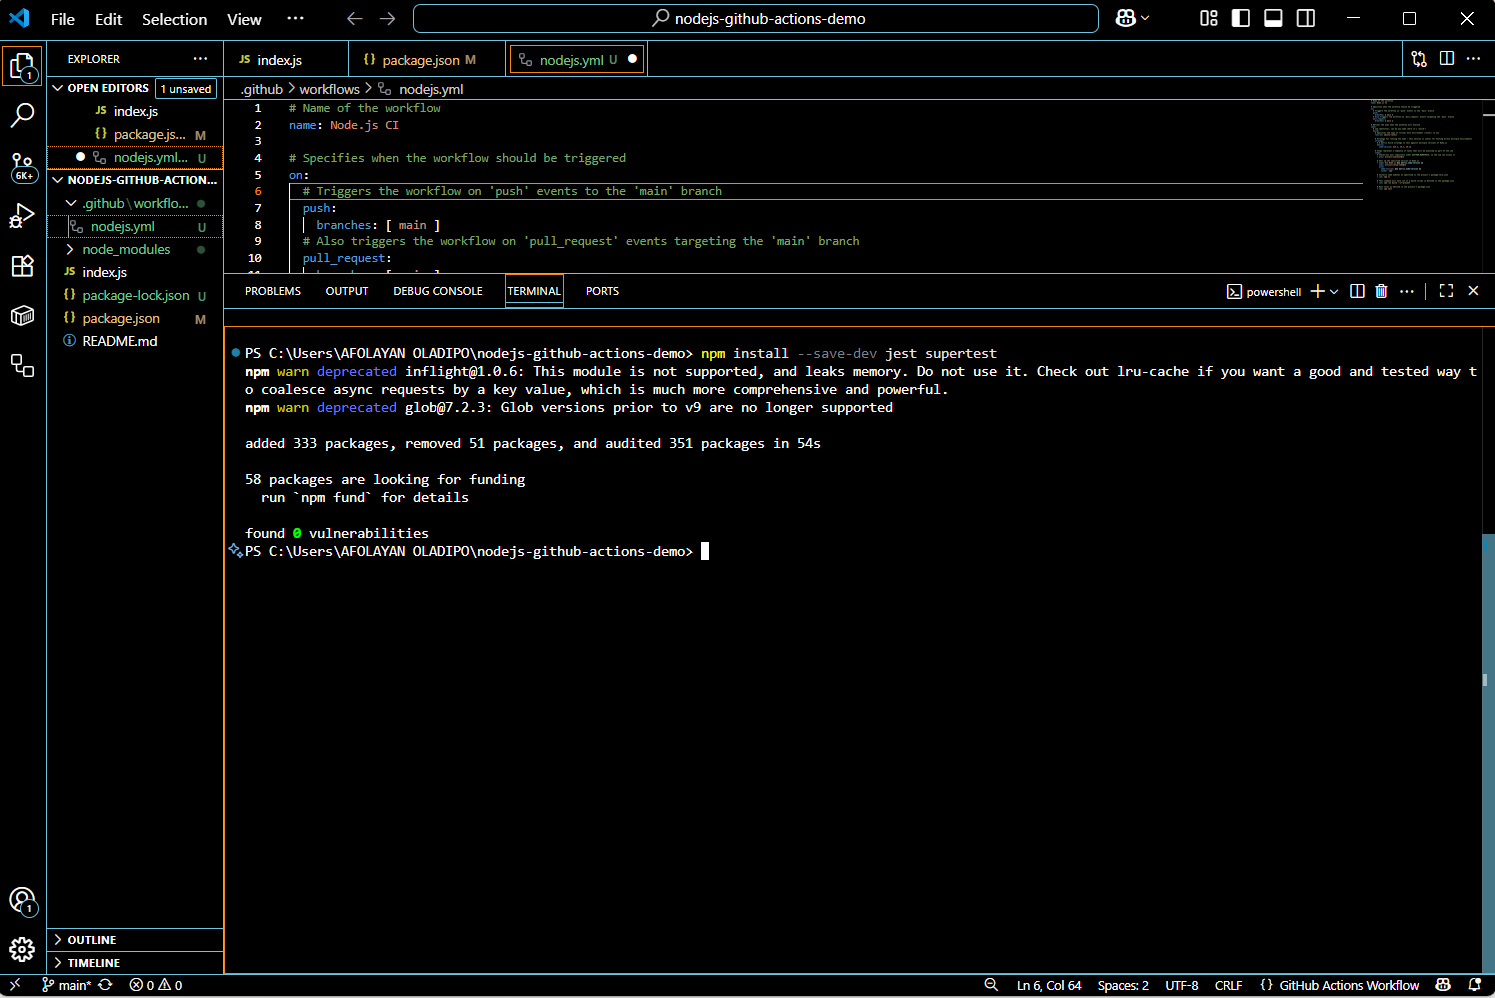 File Edit Selection View ··· nodejs-github-actions-demo
EXPLORER ···
JS index.js
{} package.json M
nodejs.yml U
OPEN EDITORS 1 unsaved
JS index.js
{} package.js... M
nodejs.yml... U
NODEJS-GITHUB-ACTION...
.github\workflo...
nodejs.yml U
node_modules
JS index.js
{} package-lock.json U
{} package.json M
README.md
1
6K+
1
OUTLINE
TIMELINE
.github > workflows > nodejs.yml
1 # Name of the workflow
2 name: Node.js CI
3
4 # Specifies when the workflow should be triggered
5 on:
6 # Triggers the workflow on 'push' events to the 'main' branch
7 push:
8 branches: [ main ]
9 # Also triggers the workflow on 'pull_request' events targeting the 'main' branch
10 pull_request:
PROBLEMS OUTPUT DEBUG CONSOLE TERMINAL PORTS powershell
PS C:\Users\AFOLAYAN OLADIPO\nodejs-github-actions-demo> npm install --save-dev jest supertest
npm warn deprecated inflight@1.0.6: This module is not supported, and leaks memory. Do not use it. Check out lru-cache if you want a good and tested way t
o coalesce async requests by a key value, which is much more comprehensive and powerful.
npm warn deprecated glob@7.2.3: Glob versions prior to v9 are no longer supported
added 333 packages, removed 51 packages, and audited 351 packages in 54s
58 packages are looking for funding
run `npm fund` for details
found 0 vulnerabilities
PS C:\Users\AFOLAYAN OLADIPO\nodejs-github-actions-demo>
main* 0 0 Ln 6, Col 64 Spaces: 2 UTF-8 CRLF {} GitHub Actions Workflow